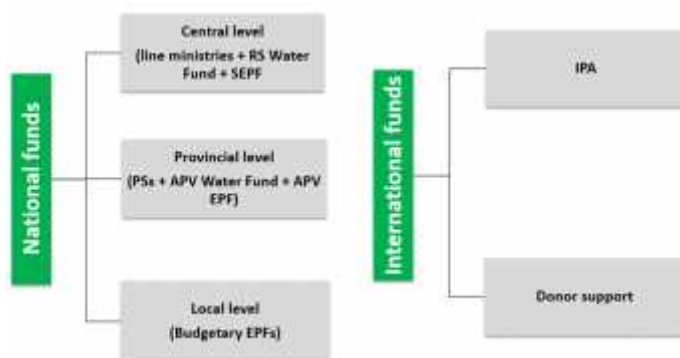 National funds
Central level
(line ministries + RS Water
Fund + SEPF
Provincial level
(PSs + APV Water Fund + APV
EPF)
Local level
(Budgetary EPFs)
International funds
IPA
Donor support